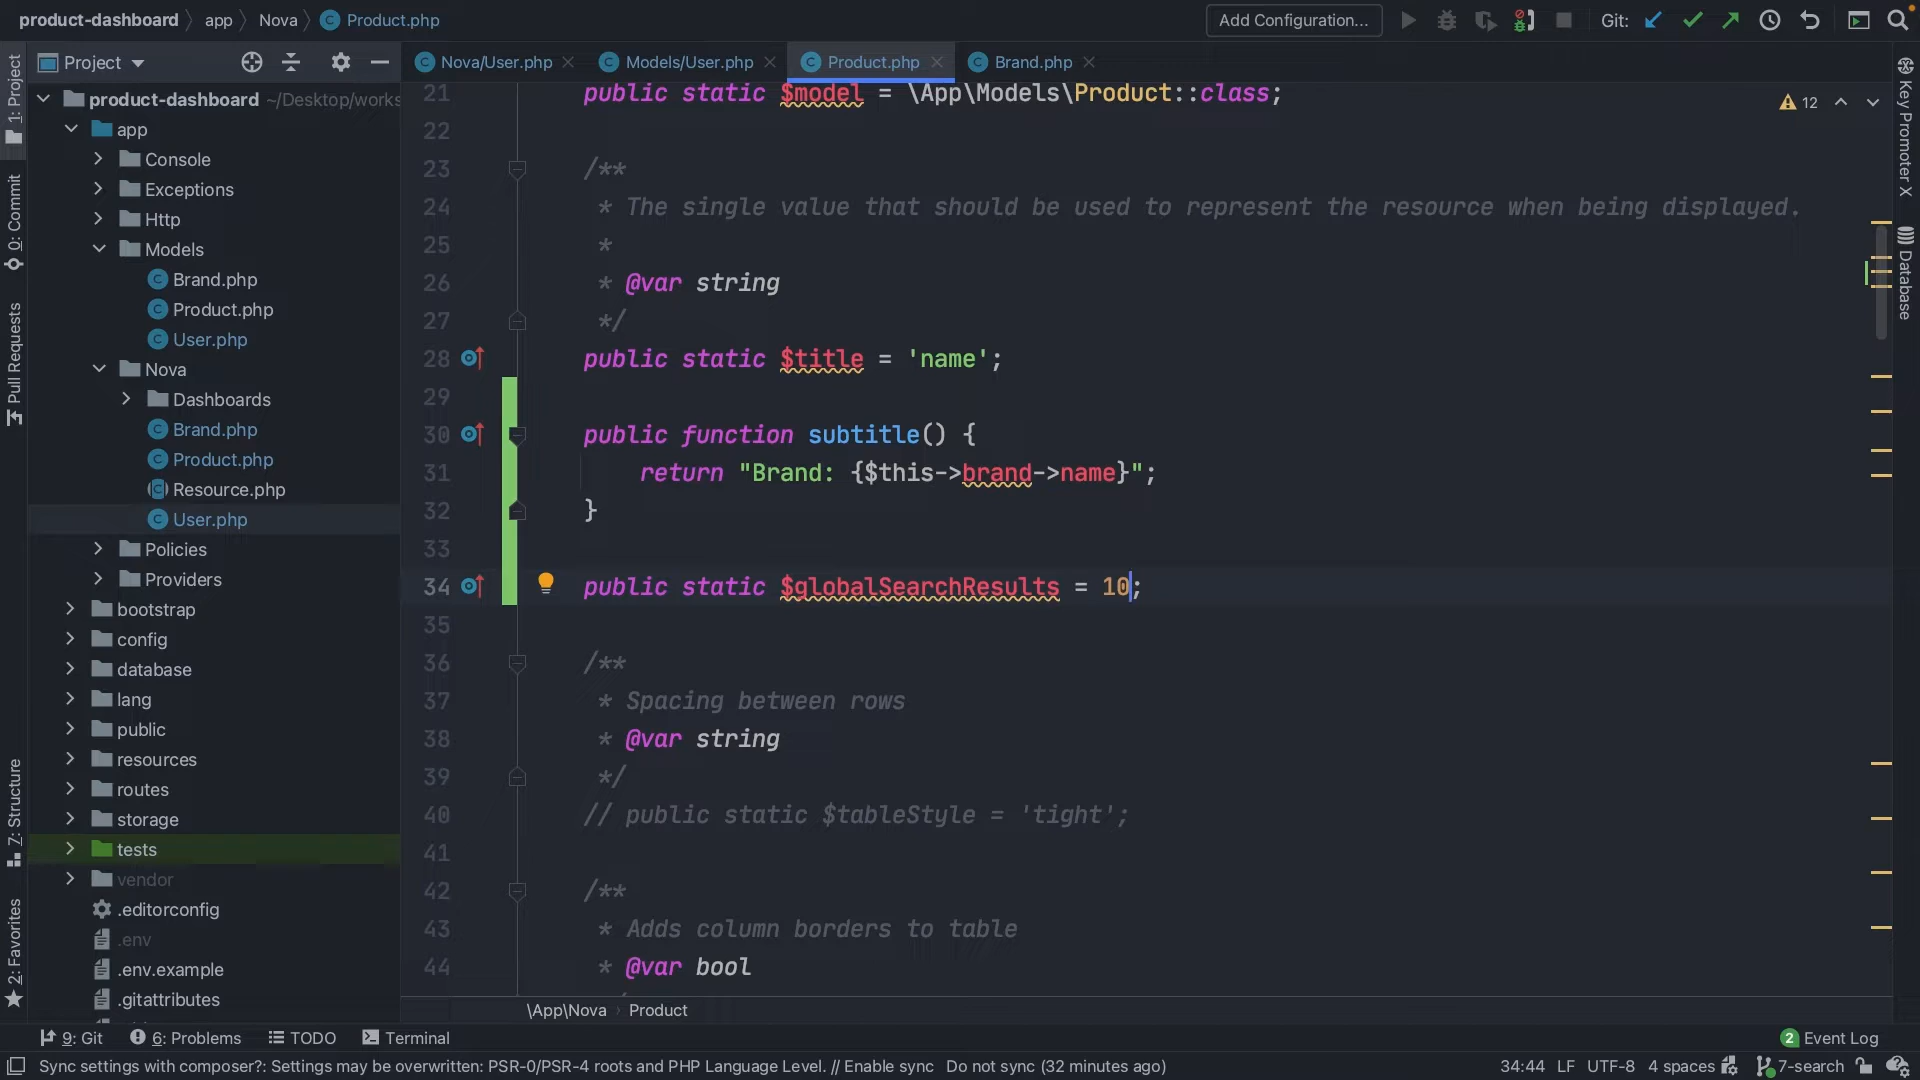 product-dashboard app Nova Product.php Add Configuration... Git:
Project Nova/User.php Models/User.php Product.php Brand.php
1: Project
0: Commit
Pull Requests
7: Structure
2: Favorites
product-dashboard ~/Desktop/works
app
Console
Exceptions
Http
Models
Brand.php
Product.php
User.php
Nova
Dashboards
Brand.php
Product.php
Resource.php
User.php
Policies
Providers
bootstrap
config
database
lang
public
resources
routes
storage
tests
vendor
.editorconfig
.env
.env.example
.gitattributes
12
21 public static $model = \App\Models\Product::class;
22
23 /**
24 * The single value that should be used to represent the resource when being displayed.
25 *
26 * @var string
27 */
28 public static $title = 'name';
29
30 public function subtitle() {
31 return "Brand: {$this->brand->name}";
32 }
33
34 public static $globalSearchResults = 10;
35
36 /**
37 * Spacing between rows
38 * @var string
39 */
40 // public static $tableStyle = 'tight';
41
42 /**
43 * Adds column borders to table
44 * @var bool
\App\Nova Product
Key Promoter X
Database
9: Git 6: Problems TODO Terminal 2 Event Log
Sync settings with composer?: Settings may be overwritten: PSR-0/PSR-4 roots and PHP Language Level. // Enable sync Do not sync (32 minutes ago) 34:44 LF UTF-8 4 spaces 7-search